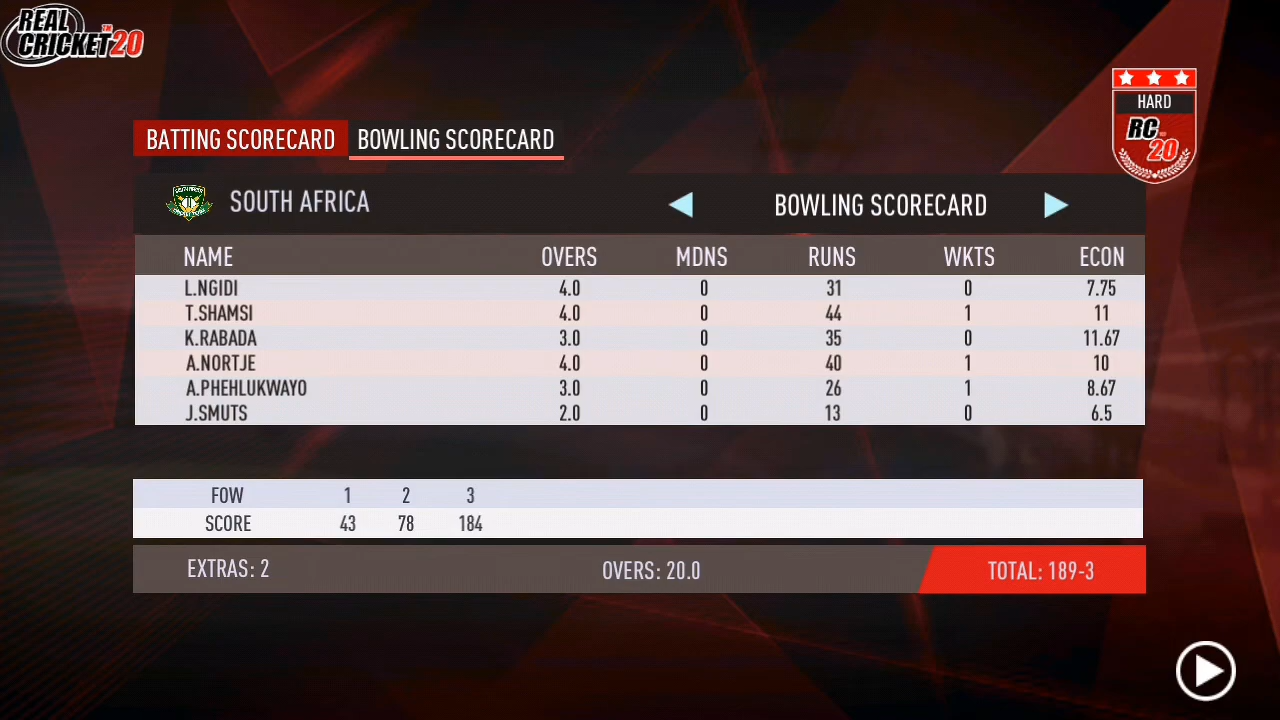 REAL
CRICKET™20
HARD
RC
20
BATTING SCORECARD BOWLING SCORECARD
SOUTH AFRICA BOWLING SCORECARD
NAME OVERS MDNS RUNS WKTS ECON
L.NGIDI 4.0 0 31 0 7.75
T.SHAMSI 4.0 0 44 1 11
K.RABADA 3.0 0 35 0 11.67
A.NORTJE 4.0 0 40 1 10
A.PHEHLUKWAYO 3.0 0 26 1 8.67
J.SMUTS 2.0 0 13 0 6.5
FOW 1 2 3
SCORE 43 78 184
EXTRAS: 2 OVERS: 20.0 TOTAL: 189-3